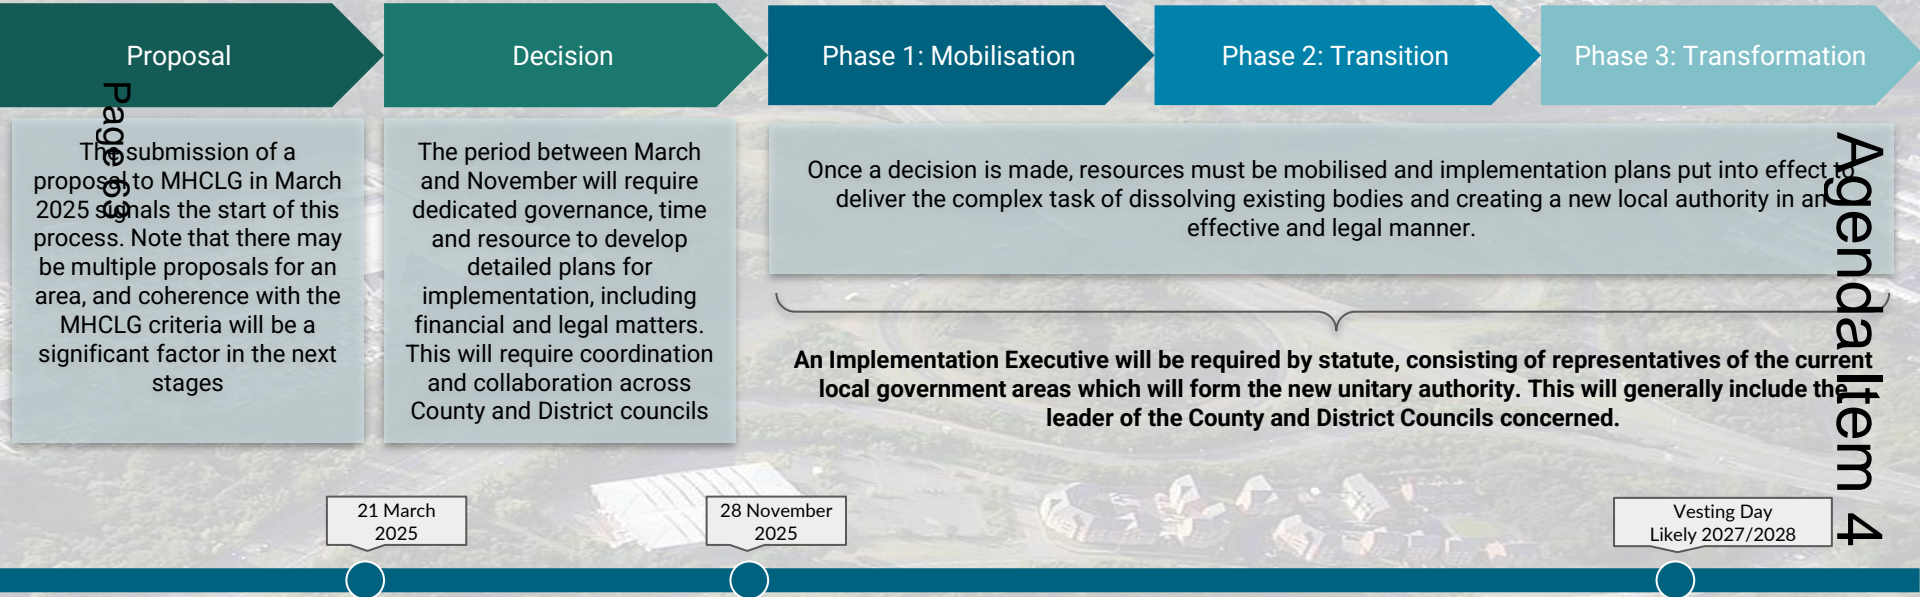 Proposal
Decision
Phase 1: Mobilisation
Phase 2: Transition
Phase 3: Transformation
Page 63
The submission of a
proposal to MHCLG in March
2025 signals the start of this
process. Note that there may
be multiple proposals for an
area, and coherence with the
MHCLG criteria will be a
significant factor in the next
stages
The period between March
and November will require
dedicated governance, time
and resource to develop
detailed plans for
implementation, including
financial and legal matters.
This will require coordination
and collaboration across
County and District councils
Once a decision is made, resources must be mobilised and implementation plans put into effect to
deliver the complex task of dissolving existing bodies and creating a new local authority in an
effective and legal manner.
An Implementation Executive will be required by statute, consisting of representatives of the current
local government areas which will form the new unitary authority. This will generally include the
leader of the County and District Councils concerned.
Agenda Item 4
21 March
2025
28 November
2025
Vesting Day
Likely 2027/2028